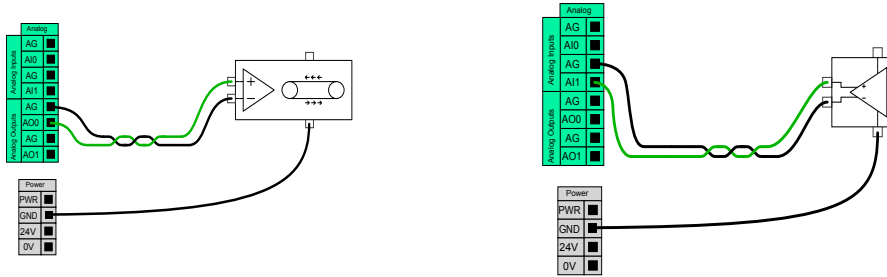 Analog
Analog Inputs
AG
AI0
AG
AI1
Analog Outputs
AG
AO0
AG
AO1
+
−
Power
PWR
GND
24V
0V
Analog
Analog Inputs
AG
AI0
AG
AI1
Analog Outputs
AG
AO0
AG
AO1
+
-
Power
PWR
GND
24V
0V